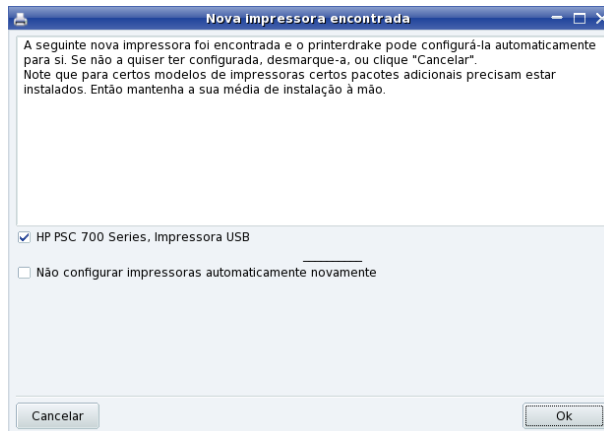 Nova impressora encontrada
A seguinte nova impressora foi encontrada e o printerdrake pode configurá-la automaticamente
para si. Se não a quiser ter configurada, desmarque-a, ou clique "Cancelar".
Note que para certos modelos de impressoras certos pacotes adicionais precisam estar
instalados. Então mantenha a sua média de instalação à mão.
HP PSC 700 Series, Impressora USB
Não configurar impressoras automaticamente novamente
Cancelar
Ok